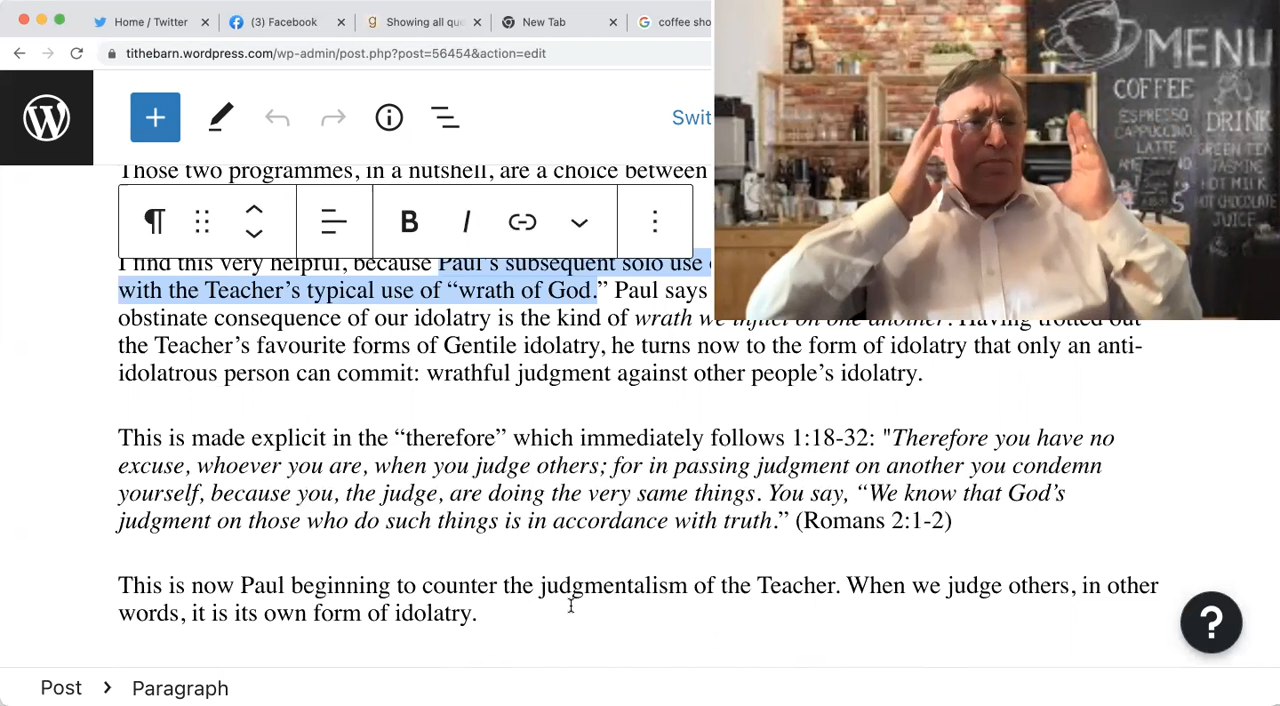 Home / Twitter
(3) Facebook
Showing all que
New Tab
coffee sho
tithebarn.wordpress.com/wp-admin/post.php?post=56454&action=edit
Swit
Those two programmes, in a nutshell, are a choice between
I find this very helpful, because Paul's subsequent solo use
with the Teacher's typical use of “wrath of God.” Paul says
obstinate consequence of our idolatry is the kind of wrath we inflict on one another. Having trotted out
the Teacher's favourite forms of Gentile idolatry, he turns now to the form of idolatry that only an anti-
idolatrous person can commit: wrathful judgment against other people's idolatry.
This is made explicit in the “therefore” which immediately follows 1:18-32: "Therefore you have no
excuse, whoever you are, when you judge others; for in passing judgment on another you condemn
yourself, because you, the judge, are doing the very same things. You say, “We know that God's
judgment on those who do such things is in accordance with truth.” (Romans 2:1-2)
This is now Paul beginning to counter the judgmentalism of the Teacher. When we judge others, in other
words, it is its own form of idolatry.
Post > Paragraph
MENU
COFFEE
ESPRESSO
CAPPUCCINO
LATTE
DRINK
GREEN TEA
JASMINE
HOT MILK
HOT CHOCOLATE
JUICE